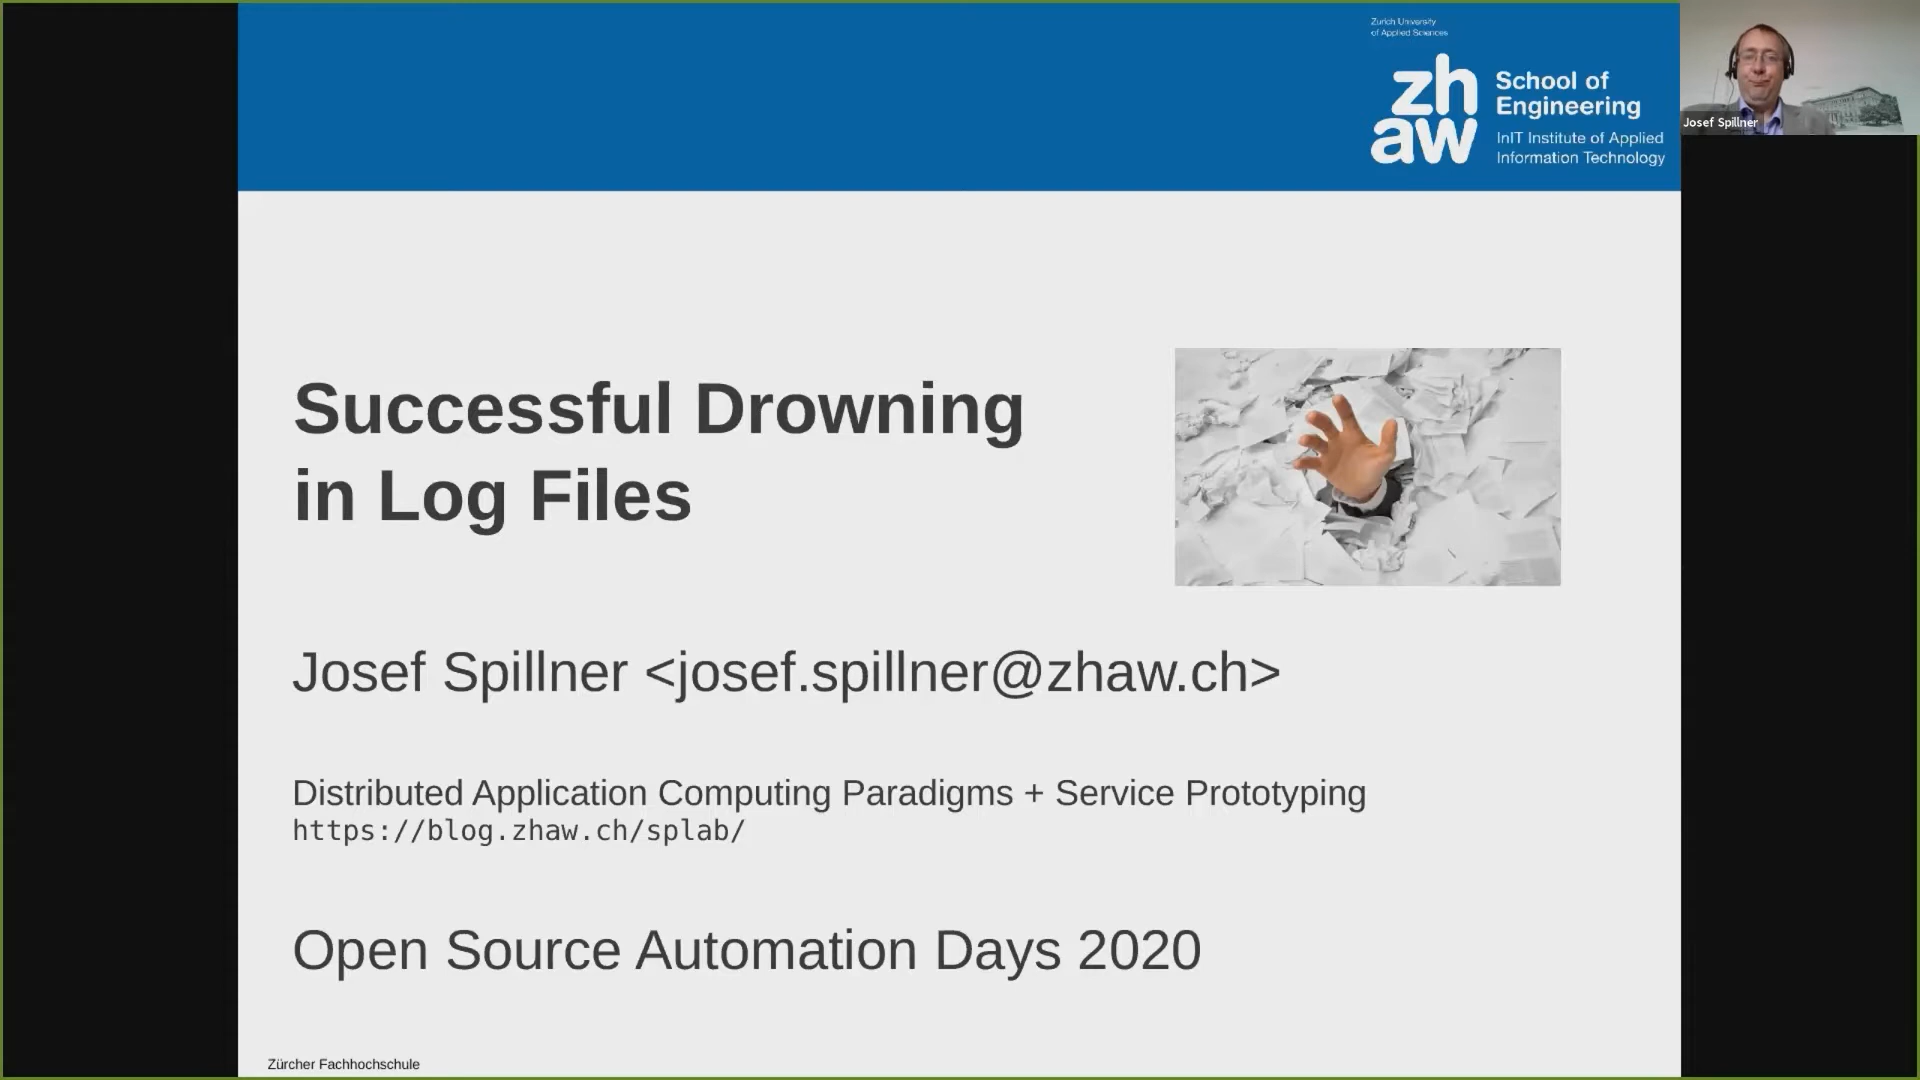 Zurich University
of Applied Sciences
zh
aw
School of
Engineering
InIT Institute of Applied
Information Technology
Josef Spillner
Successful Drowning
in Log Files
Josef Spillner <josef.spillner@zhaw.ch>
Distributed Application Computing Paradigms + Service Prototyping
https://blog.zhaw.ch/splab/
Open Source Automation Days 2020
Zürcher Fachhochschule